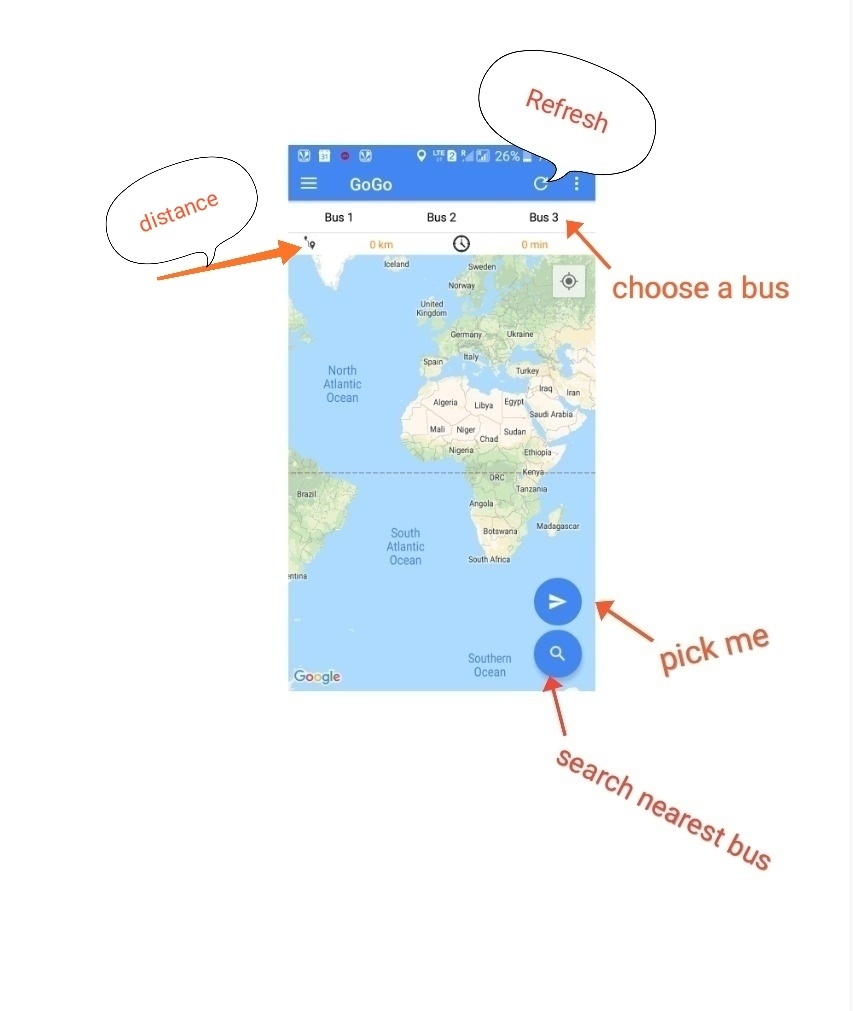 Refresh
31
LTE
2
R
26%
GoGo
distance
Bus 1
Bus 2
Bus 3
0 km
0 min
choose a bus
Iceland
Sweden
Norway
United
Kingdom
Germany
Ukraine
Spain
Italy
Turkey
North
Atlantic
Ocean
Iraq
Iran
Algeria
Libya
Egypt
Saudi Arabia
Mali
Niger
Chad
Sudan
Nigeria
Ethiopia
Kenya
DRC
Tanzania
Brazil
Angola
South
Atlantic
Ocean
Botswana
Madagascar
South Africa
entina
pick me
Southern
Ocean
Google
search nearest bus